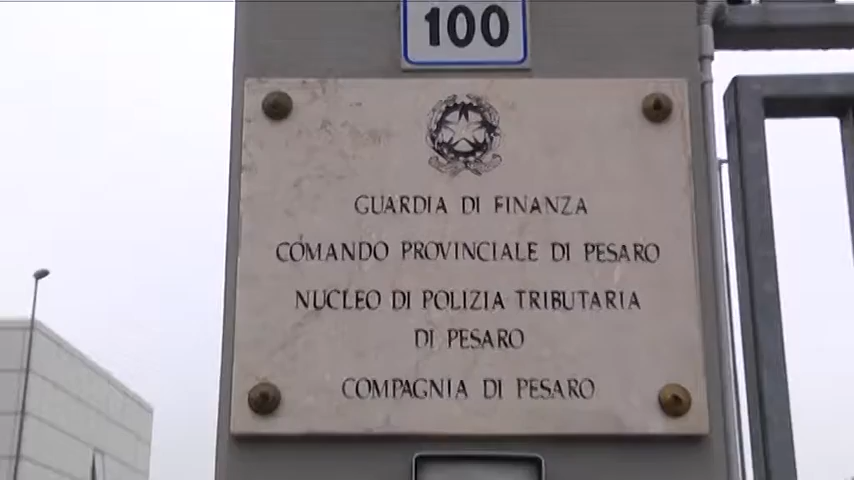 100
GUARDIA DI FINANZA
COMANDO PROVINCIALE DI PESARO
NUCLEO DI POLIZIA TRIBUTARIA
DI PESARO
COMPAGNIA DI PESARO